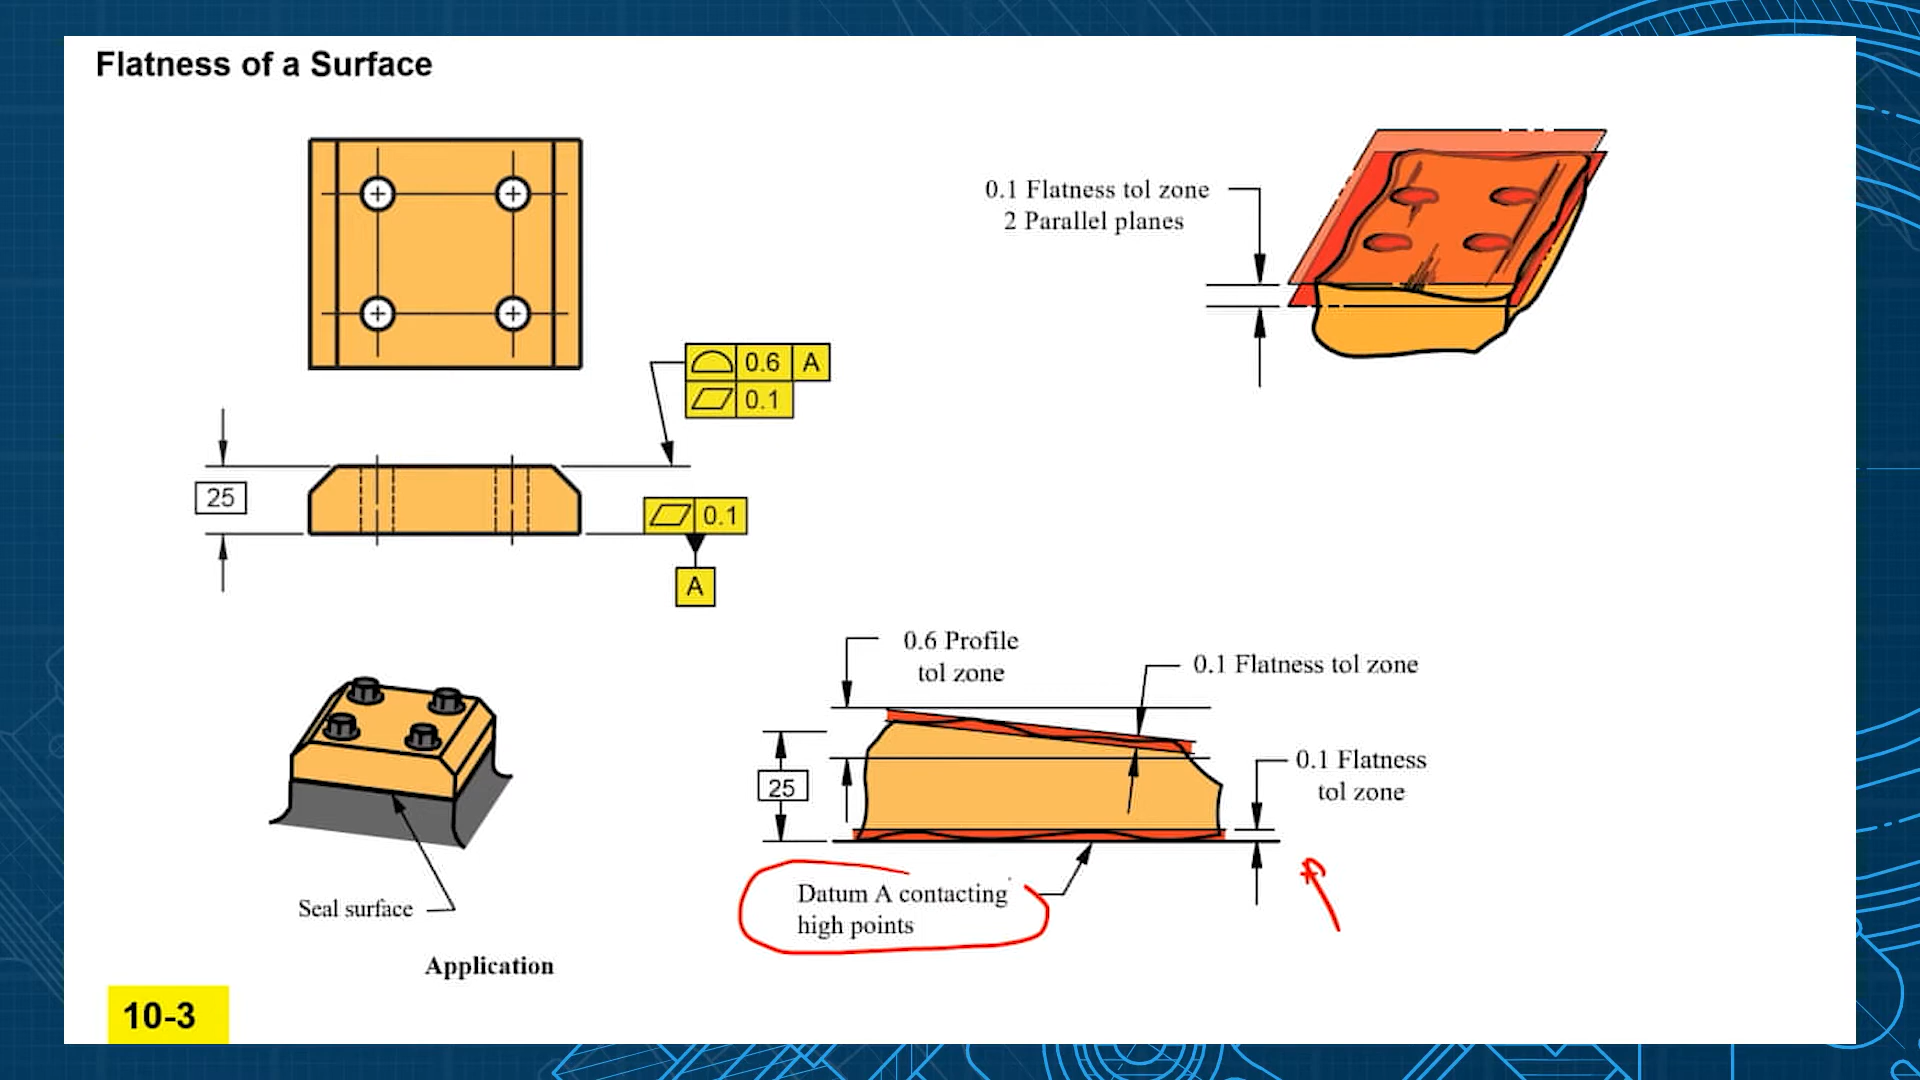 Flatness of a Surface
0.1 Flatness tol zone
2 Parallel planes
0.6 A
0.1
25
0.1
A
0.6 Profile
tol zone
0.1 Flatness tol zone
0.1 Flatness
tol zone
25
Datum A contacting
high points
Seal surface
Application
10-3